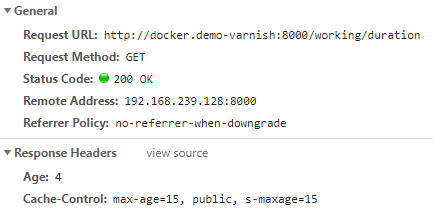 General
Request URL: http://docker.demo-varnish:8000/working/duration
Request Method: GET
Status Code: 200 OK
Remote Address: 192.168.239.128:8000
Referrer Policy: no-referrer-when-downgrade
Response Headers view source
Age: 4
Cache-Control: max-age=15, public, s-maxage=15